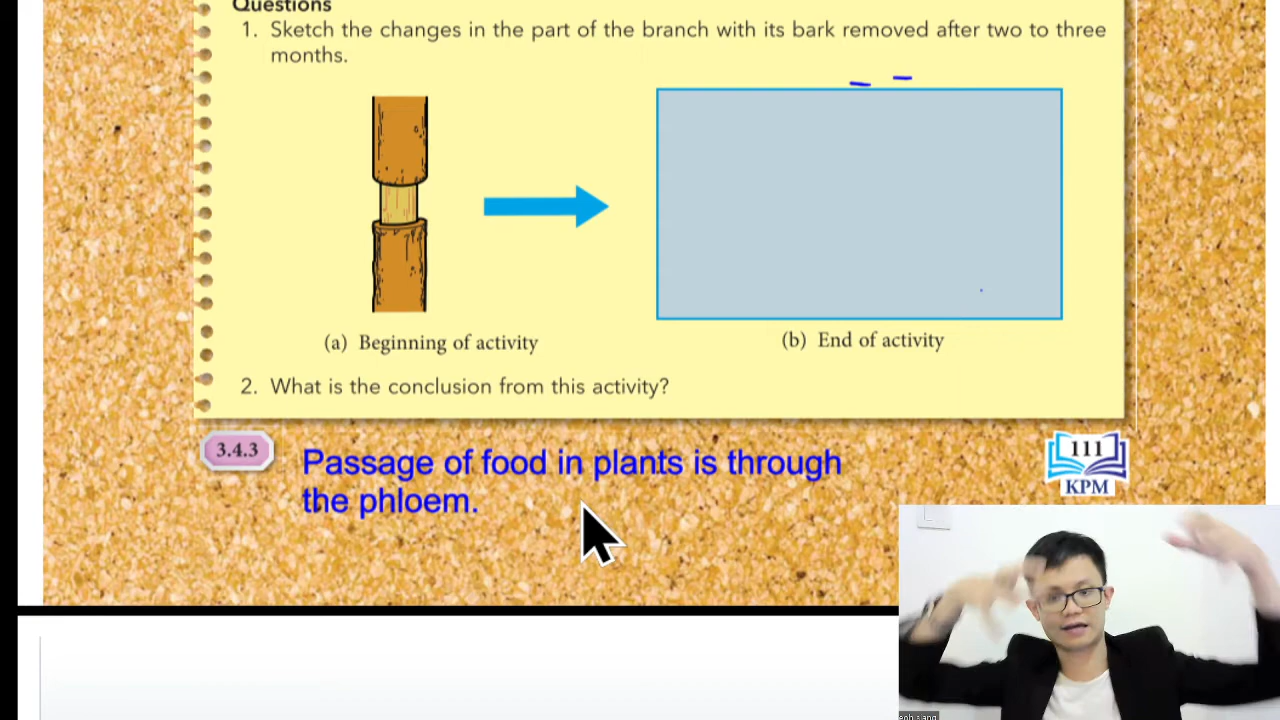 Questions
1. Sketch the changes in the part of the branch with its bark removed after two to three
months.
(a) Beginning of activity
(b) End of activity
2. What is the conclusion from this activity?
3.4.3
Passage of food in plants is through
the phloem.
111
KPM